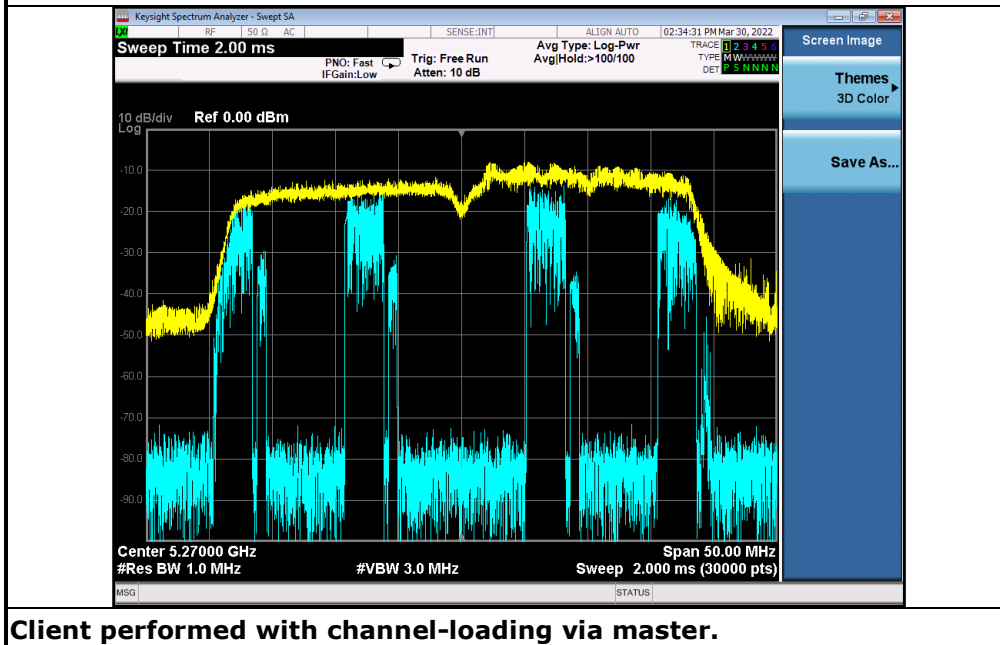 Keysight Spectrum Analyzer - Swept SA
LXI RF 50 Ω AC SENSE:INT ALIGN AUTO 02:34:31 PM Mar 30, 2022
Sweep Time 2.00 ms
PNO: Fast
IFGain:Low
Trig: Free Run
Atten: 10 dB
Avg Type: Log-Pwr
Avg|Hold:>100/100
TRACE 1 2 3 4 5 6
TYPE M W W W W W
DET P S N N N N
Screen Image
Themes
3D Color
Save As...
10 dB/div Ref 0.00 dBm
Log
-10.0
-20.0
-30.0
-40.0
-50.0
-60.0
-70.0
-80.0
-90.0
Center 5.27000 GHz Span 50.00 MHz
#Res BW 1.0 MHz #VBW 3.0 MHz Sweep 2.000 ms (30000 pts)
MSG STATUS
Client performed with channel-loading via master.